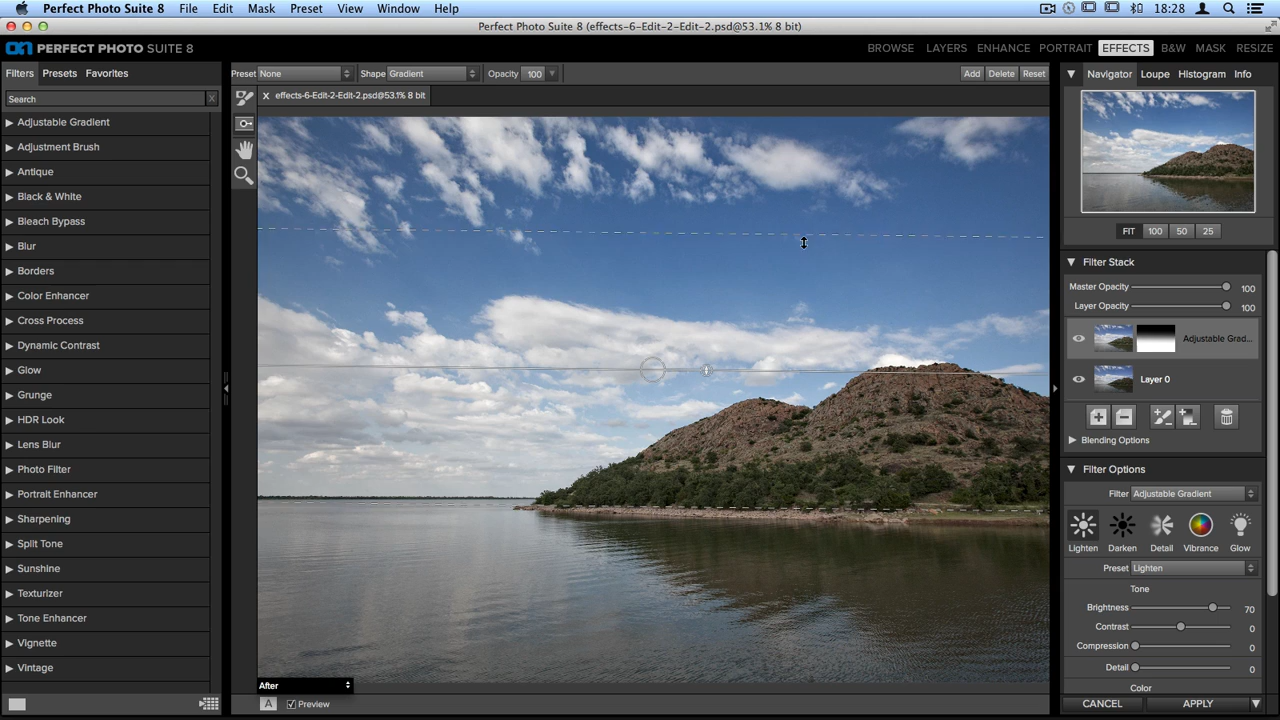 Perfect Photo Suite 8 File Edit Mask Preset View Window Help 18:28
Perfect Photo Suite 8 (effects-6-Edit-2-Edit-2.psd@53.1% 8 bit)
PERFECT PHOTO SUITE 8 BROWSE LAYERS ENHANCE PORTRAIT EFFECTS B&W MASK RESIZE
Filters Presets Favorites
Preset None Shape Gradient Opacity 100 Add Delete Reset
Navigator Loupe Histogram Info
Search X
X effects-6-Edit-2-Edit-2.psd@53.1% 8 bit
Adjustable Gradient
Adjustment Brush
Antique
Black & White
Bleach Bypass
Blur
Borders
Color Enhancer
Cross Process
Dynamic Contrast
Glow
Grunge
HDR Look
Lens Blur
Photo Filter
Portrait Enhancer
Sharpening
Split Tone
Sunshine
Texturizer
Tone Enhancer
Vignette
Vintage
After
A Preview
FIT 100 50 25
Filter Stack
Master Opacity 100
Layer Opacity 100
Adjustable Grad...
Layer 0
Blending Options
Filter Options
Filter Adjustable Gradient
Lighten Darken Detail Vibrance Glow
Preset Lighten
Tone
Brightness 70
Contrast 0
Compression 0
Detail 0
Color
CANCEL APPLY